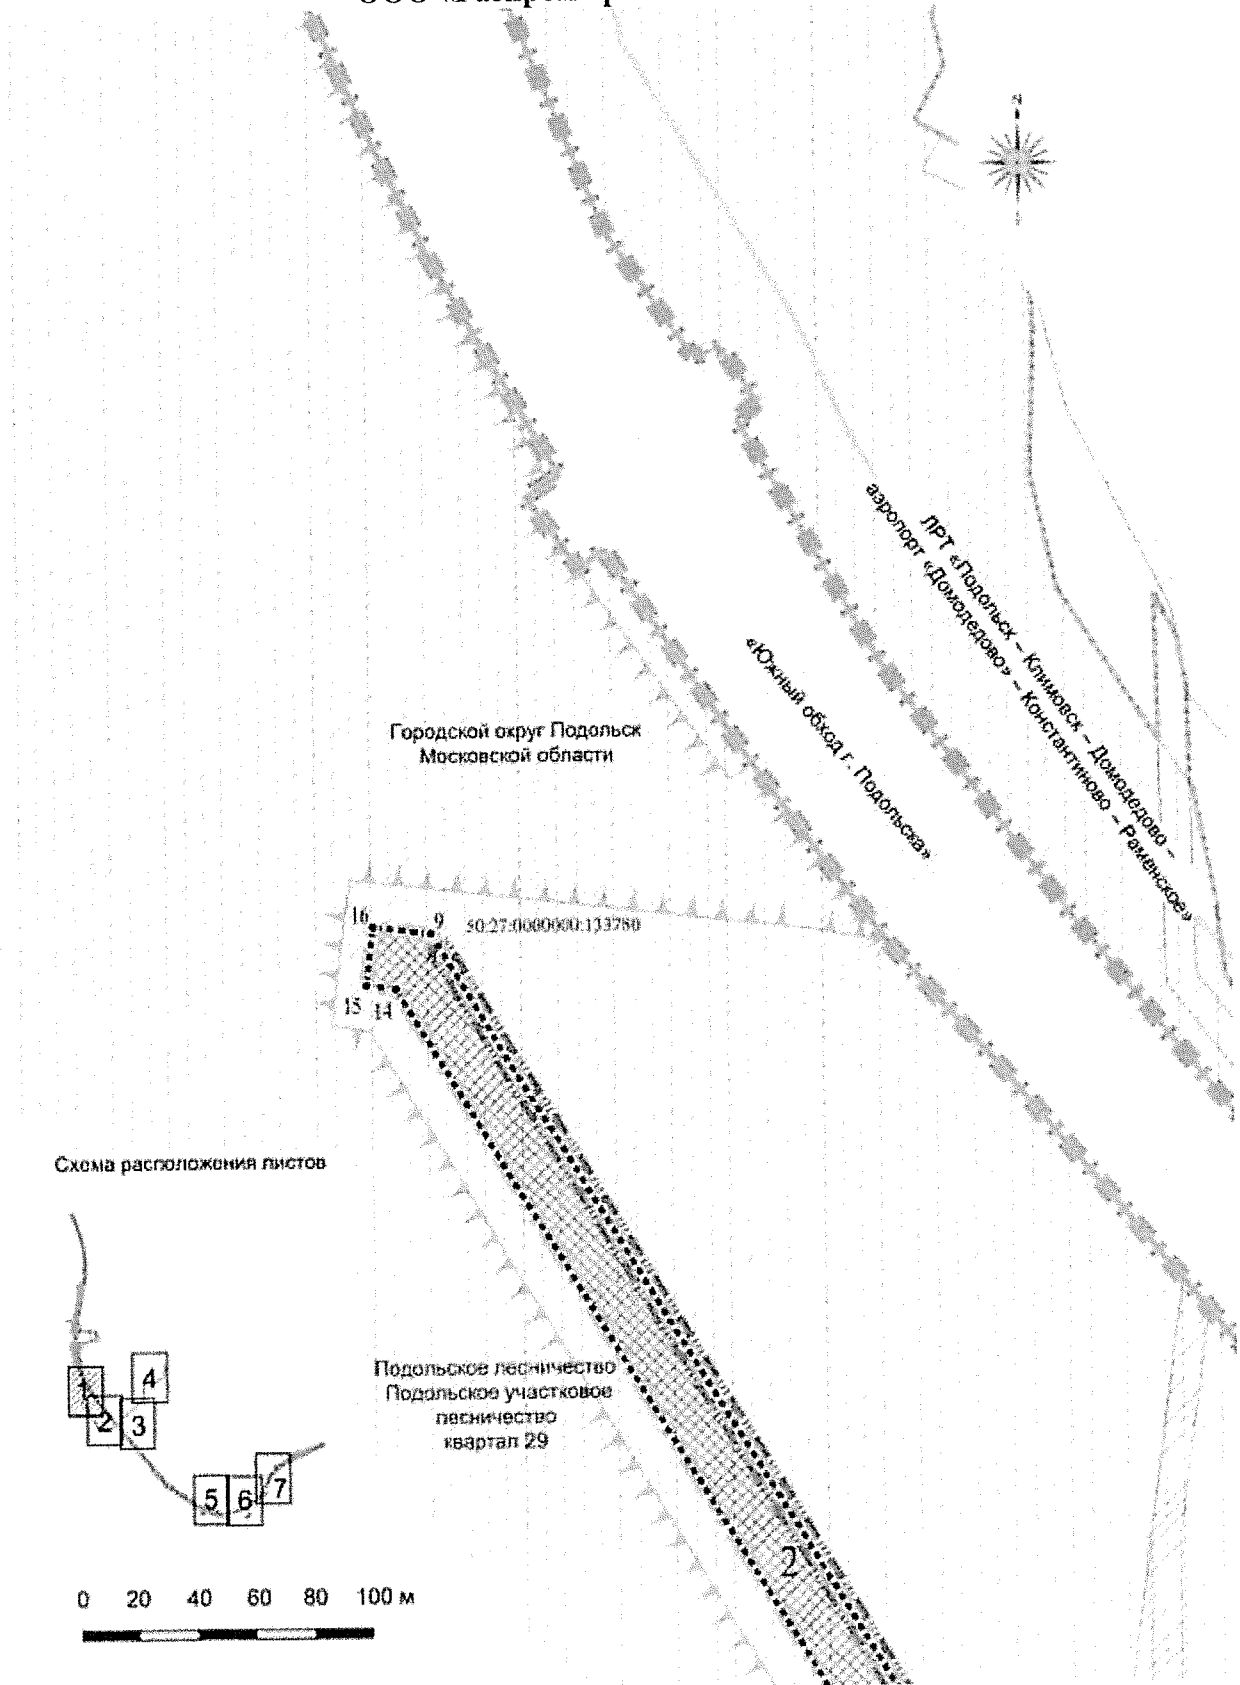 ООО
ЛРТ «Подольск – Климовск – Домодедово –
аэропорт «Домодедово» – Константиново – Раменское»
«Южный обход г. Подольска»
Городской округ Подольск
Московской области
16
9
50:27:0000000:133780
15
14
Схема расположения листов
1
2
3
4
5
6
7
Подольское лесничество
Подольское участковое
лесничество
квартал 29
2
0 20 40 60 80 100 м